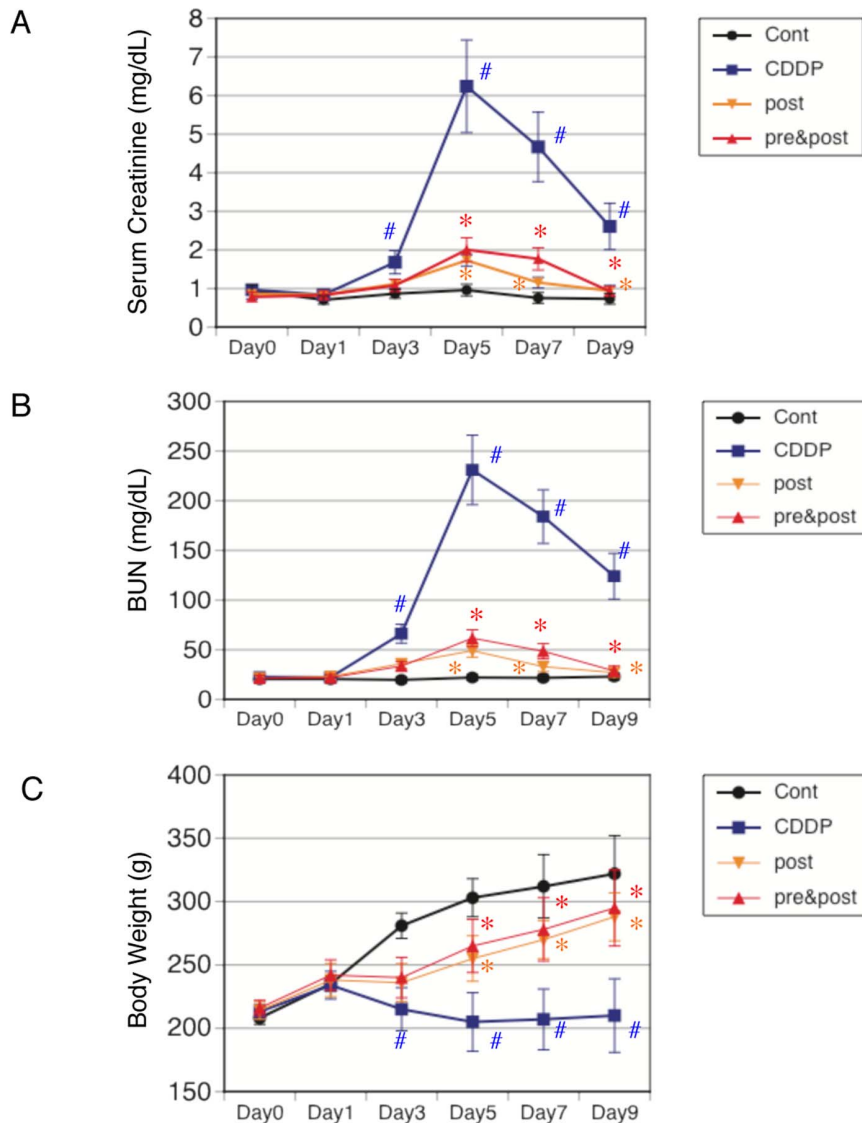 A
Serum Creatinine (mg/dL)
8
7
6
5
4
3
2
1
0
#
#
#
#
*
*
*
*
*
*
Day0 Day1 Day3 Day5 Day7 Day9
Cont
CDDP
post
pre&post
B
BUN (mg/dL)
300
250
200
150
100
50
0
#
#
#
#
*
*
*
*
*
*
Day0 Day1 Day3 Day5 Day7 Day9
Cont
CDDP
post
pre&post
C
Body Weight (g)
400
350
300
250
200
150
*
*
*
*
*
*
#
#
#
#
Day0 Day1 Day3 Day5 Day7 Day9
Cont
CDDP
post
pre&post